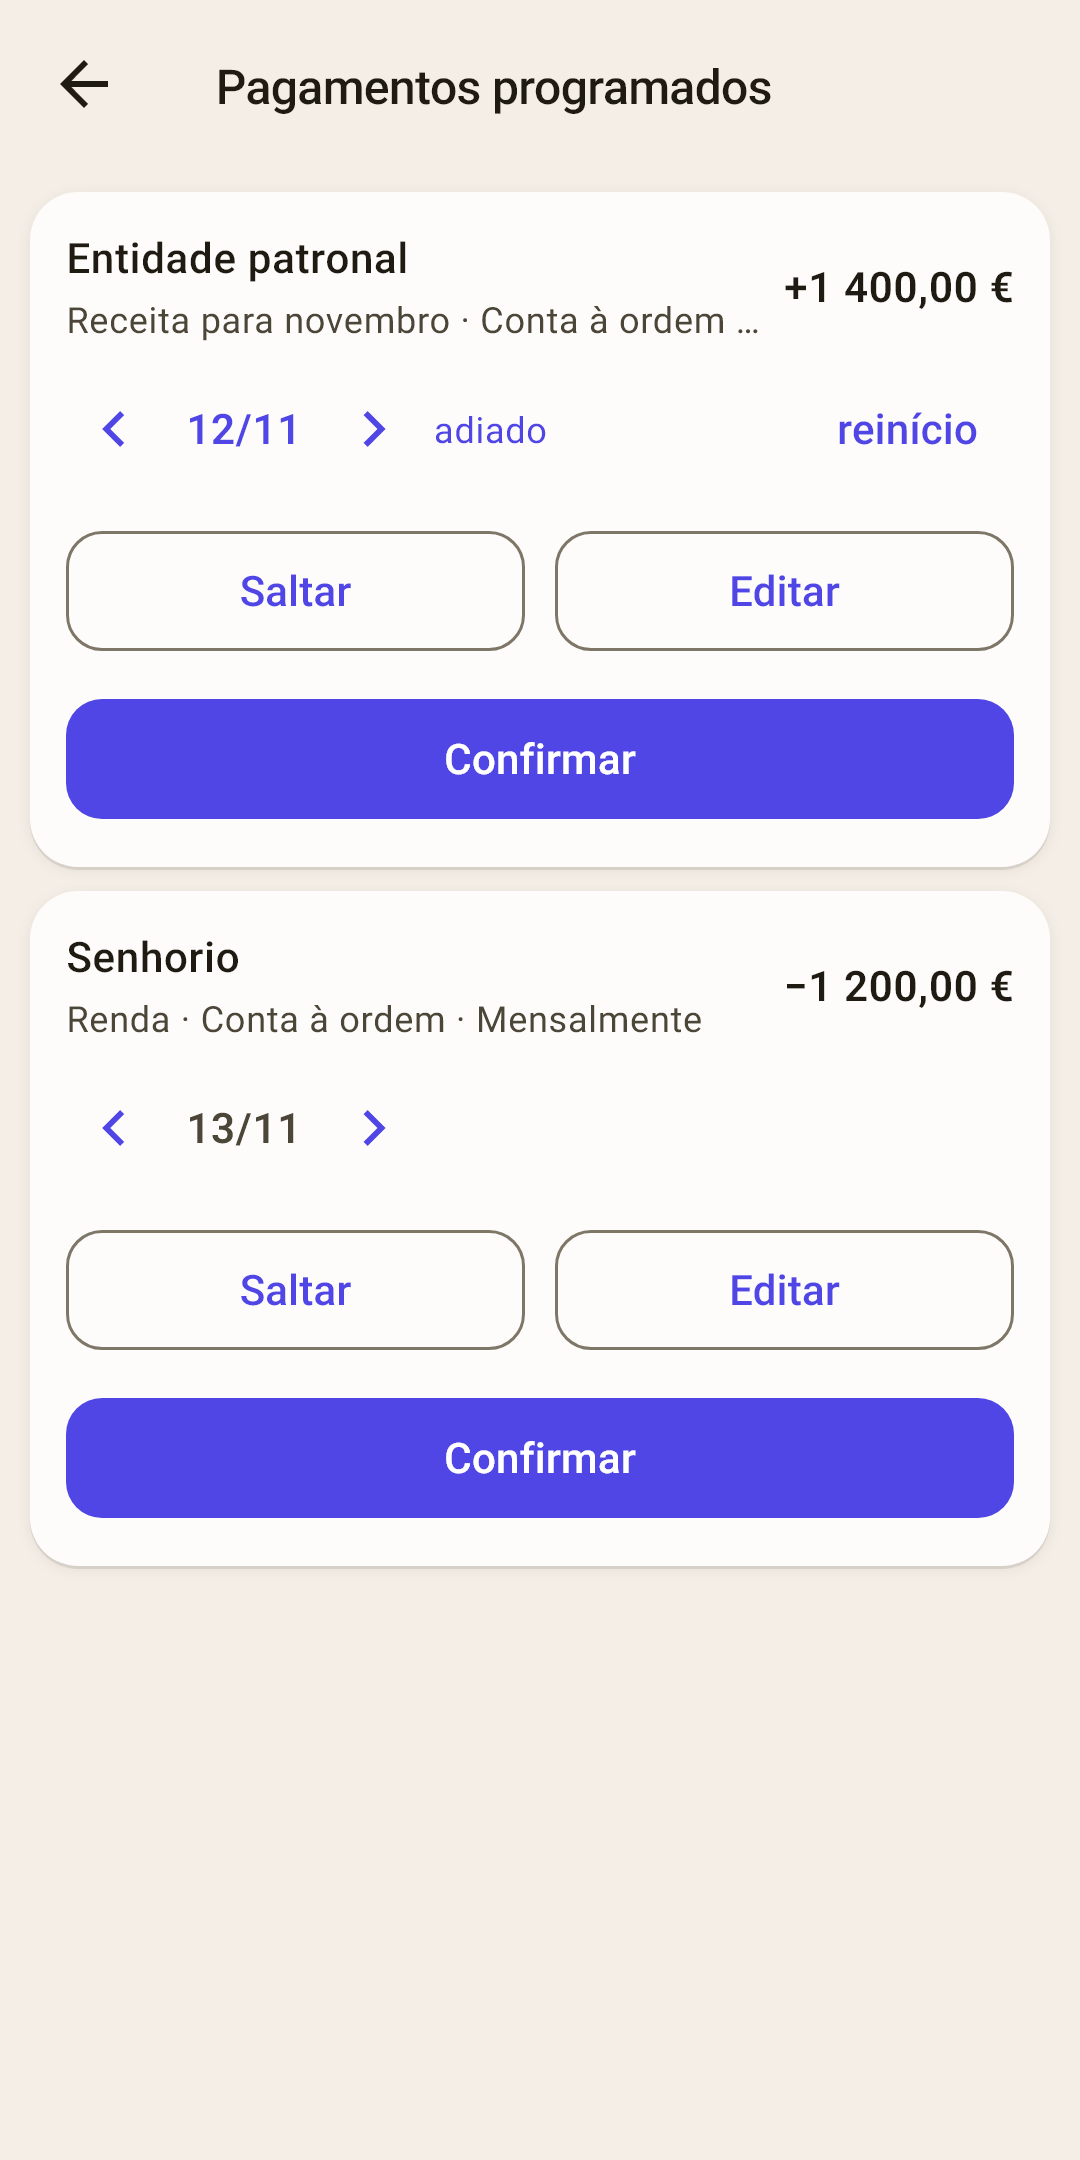 Pagamentos programados
Entidade patronal
+1 400,00 €
Receita para novembro · Conta à ordem …
12/11
adiado
reinício
Saltar
Editar
Confirmar
Senhorio
−1 200,00 €
Renda · Conta à ordem · Mensalmente
13/11
Saltar
Editar
Confirmar